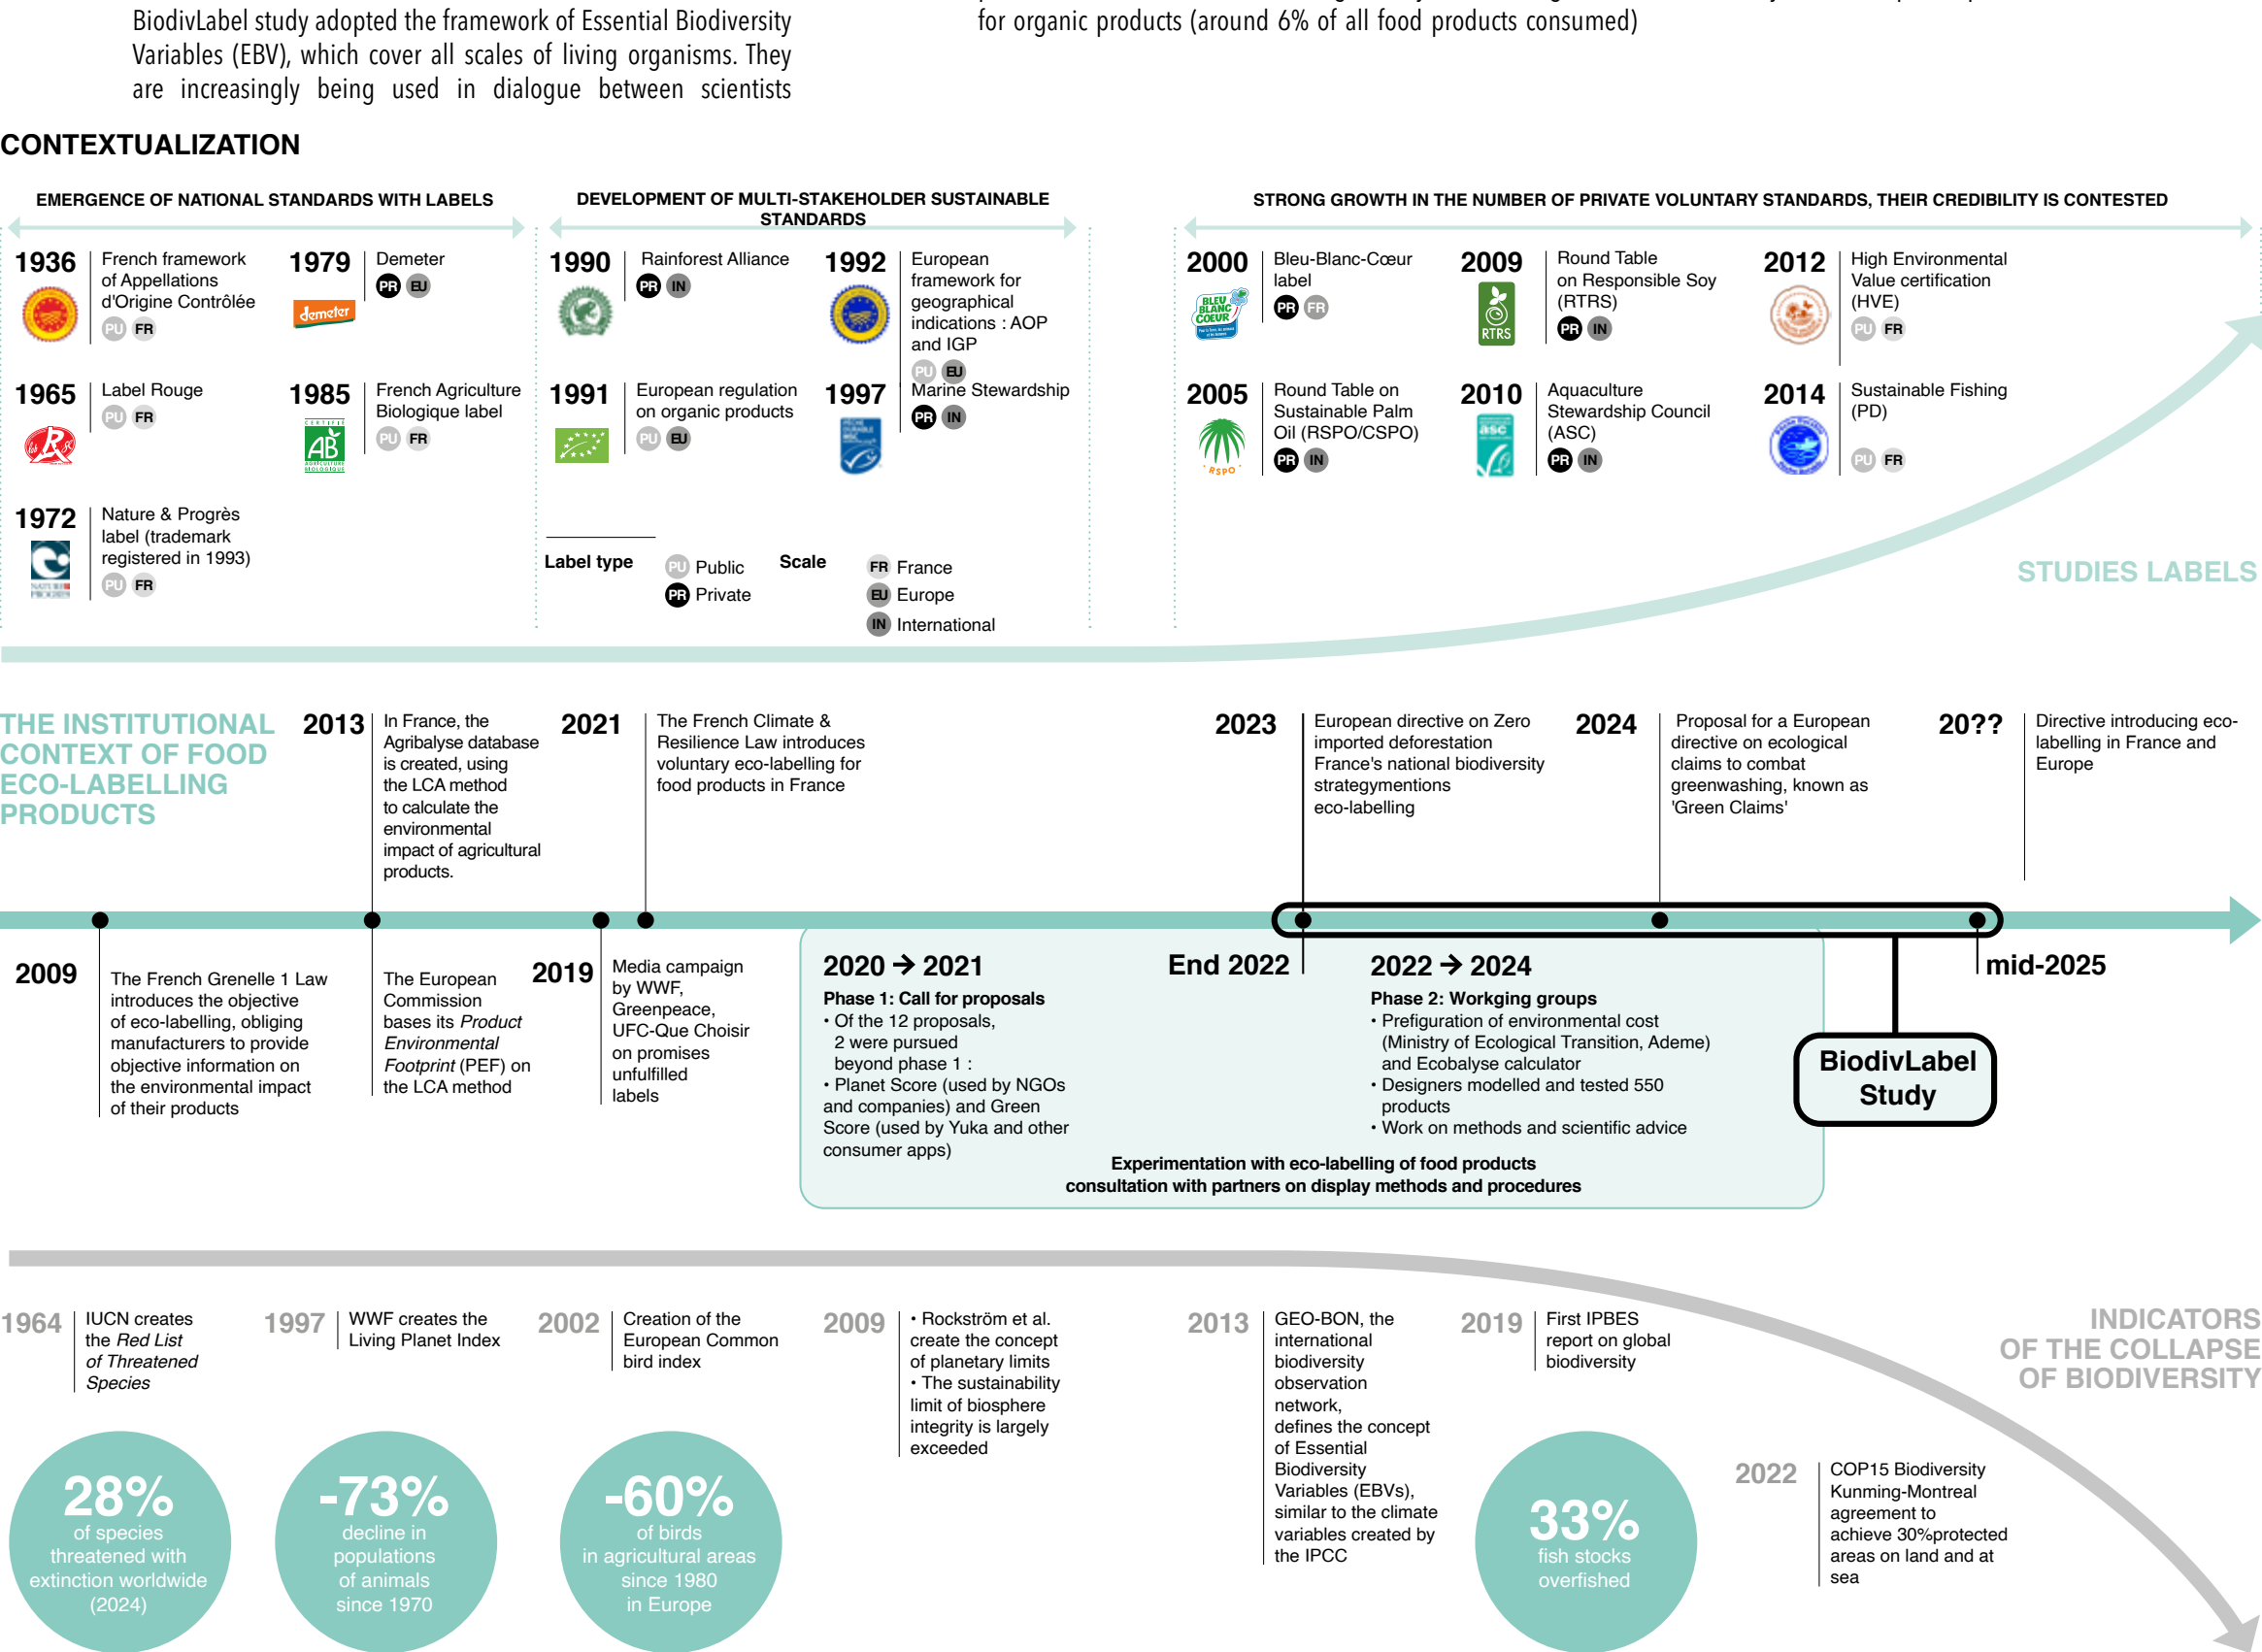 BiodivLabel study adopted the framework of Essential Biodiversity
Variables (EBV), which cover all scales of living organisms. They
are increasingly being used in dialogue between scientists
for organic products (around 6% of all food products consumed)
CONTEXTUALIZATION
EMERGENCE OF NATIONAL STANDARDS WITH LABELS
1936
French framework
of Appellations
d'Origine Contrôlée
PU FR
1979
Demeter
PR EU
demeter
1965
Label Rouge
PU FR
1985
French Agriculture
Biologique label
PU FR
CERTIFIÉ
AB
AGRICULTURE
BIOLOGIQUE
1972
Nature & Progrès
label (trademark
registered in 1993)
PU FR
NATURE
PROGRES
DEVELOPMENT OF MULTI-STAKEHOLDER SUSTAINABLE
STANDARDS
1990
Rainforest Alliance
PR IN
1992
European
framework for
geographical
indications : AOP
and IGP
PU EU
1991
European regulation
on organic products
PU EU
1997
Marine Stewardship
PR IN
PÊCHE
DURABLE
MSC
Label type
PU Public
PR Private
Scale
FR France
EU Europe
IN International
STRONG GROWTH IN THE NUMBER OF PRIVATE VOLUNTARY STANDARDS, THEIR CREDIBILITY IS CONTESTED
2000
Bleu-Blanc-Cœur
label
PR FR
BLEU
BLANC
COEUR
2009
Round Table
on Responsible Soy
(RTRS)
PR IN
RTRS
2012
High Environmental
Value certification
(HVE)
PU FR
2005
Round Table on
Sustainable Palm
Oil (RSPO/CSPO)
PR IN
RSPO
2010
Aquaculture
Stewardship Council
(ASC)
PR IN
asc
2014
Sustainable Fishing
(PD)
PU FR
STUDIES LABELS
THE INSTITUTIONAL
CONTEXT OF FOOD
ECO-LABELLING
PRODUCTS
2013
In France, the
Agribalyse database
is created, using
the LCA method
to calculate the
environmental
impact of agricultural
products.
2021
The French Climate &
Resilience Law introduces
voluntary eco-labelling for
food products in France
2023
European directive on Zero
imported deforestation
France's national biodiversity
strategymentions
eco-labelling
2024
Proposal for a European
directive on ecological
claims to combat
greenwashing, known as
'Green Claims'
20??
Directive introducing eco-
labelling in France and
Europe
2009
The French Grenelle 1 Law
introduces the objective
of eco-labelling, obliging
manufacturers to provide
objective information on
the environmental impact
of their products
The European
Commission
bases its Product
Environmental
Footprint (PEF) on
the LCA method
2019
Media campaign
by WWF,
Greenpeace,
UFC-Que Choisir
on promises
unfulfilled
labels
2020 → 2021
Phase 1: Call for proposals
• Of the 12 proposals,
2 were pursued
beyond phase 1 :
• Planet Score (used by NGOs
and companies) and Green
Score (used by Yuka and other
consumer apps)
End 2022
2022 → 2024
Phase 2: Workging groups
• Prefiguration of environmental cost
(Ministry of Ecological Transition, Ademe)
and Ecobalyse calculator
• Designers modelled and tested 550
products
• Work on methods and scientific advice
Experimentation with eco-labelling of food products
consultation with partners on display methods and procedures
mid-2025
BiodivLabel
Study
1964
IUCN creates
the Red List
of Threatened
Species
1997
WWF creates the
Living Planet Index
2002
Creation of the
European Common
bird index
2009
• Rockström et al.
create the concept
of planetary limits
• The sustainability
limit of biosphere
integrity is largely
exceeded
2013
GEO-BON, the
international
biodiversity
observation
network,
defines the concept
of Essential
Biodiversity
Variables (EBVs),
similar to the climate
variables created by
the IPCC
2019
First IPBES
report on global
biodiversity
2022
COP15 Biodiversity
Kunming-Montreal
agreement to
achieve 30%protected
areas on land and at
sea
INDICATORS
OF THE COLLAPSE
OF BIODIVERSITY
28%
of species
threatened with
extinction worldwide
(2024)
-73%
decline in
populations
of animals
since 1970
-60%
of birds
in agricultural areas
since 1980
in Europe
33%
fish stocks
overfished